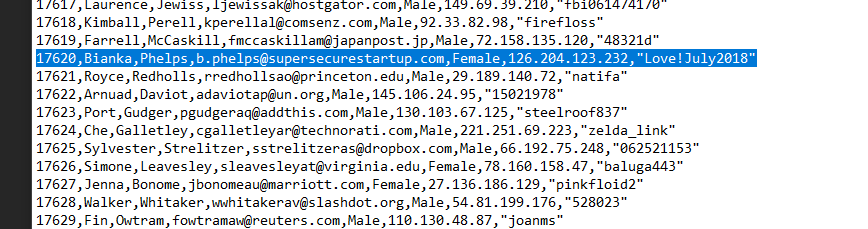 17617,Laurence,Jewiss,ljewissak@hostgator.com,Male,149.69.39.210,"fbi061474170"
17618,Kimball,Perell,kperellal@comsenz.com,Male,92.33.82.98,"firefloss"
17619,Farrell,McCaskill,fmccaskillam@japanpost.jp,Male,72.158.135.120,"48321d"
17620,Bianka,Phelps,b.phelps@supersecurestartup.com,Female,126.204.123.232,"Love!July2018"
17621,Royce,Redholls,rredhollsao@princeton.edu,Male,29.189.140.72,"natifa"
17622,Arnuad,Daviot,adaviotap@un.org,Male,145.106.24.95,"15021978"
17623,Port,Gudger,pgudgeraq@addthis.com,Male,130.103.67.125,"steelroof837"
17624,Che,Galletley,cgalletleyar@technorati.com,Male,221.251.69.223,"zelda_link"
17625,Sylvester,Strelitzer,sstrelitzeras@dropbox.com,Male,66.192.75.248,"062521153"
17626,Simone,Leavesley,sleavesleyat@virginia.edu,Female,78.160.158.47,"baluga443"
17627,Jenna,Bonome,jbonomeau@marriott.com,Female,27.136.186.129,"pinkfloid2"
17628,Walker,Whitaker,wwhitakerav@slashdot.org,Male,54.81.199.176,"528023"
17629,Fin,Owtram,fowtramaw@reuters.com,Male,110.130.48.87,"joanms"